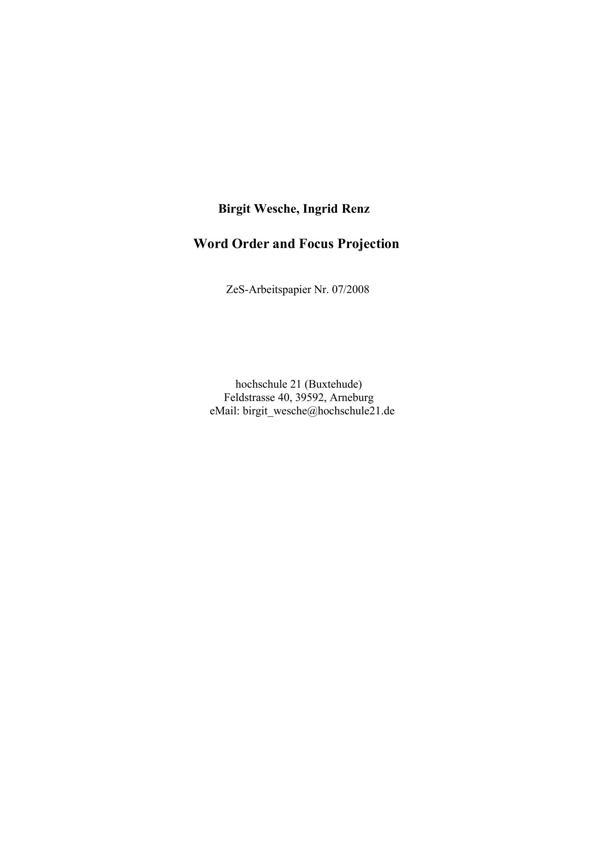 Birgit Wesche, Ingrid Renz
Word Order and Focus Projection
ZeS-Arbeitspapier Nr. 07/2008
hochschule 21 (Buxtehude)
Feldstrasse 40, 39592, Arneburg
eMail: birgit_wesche@hochschule21.de